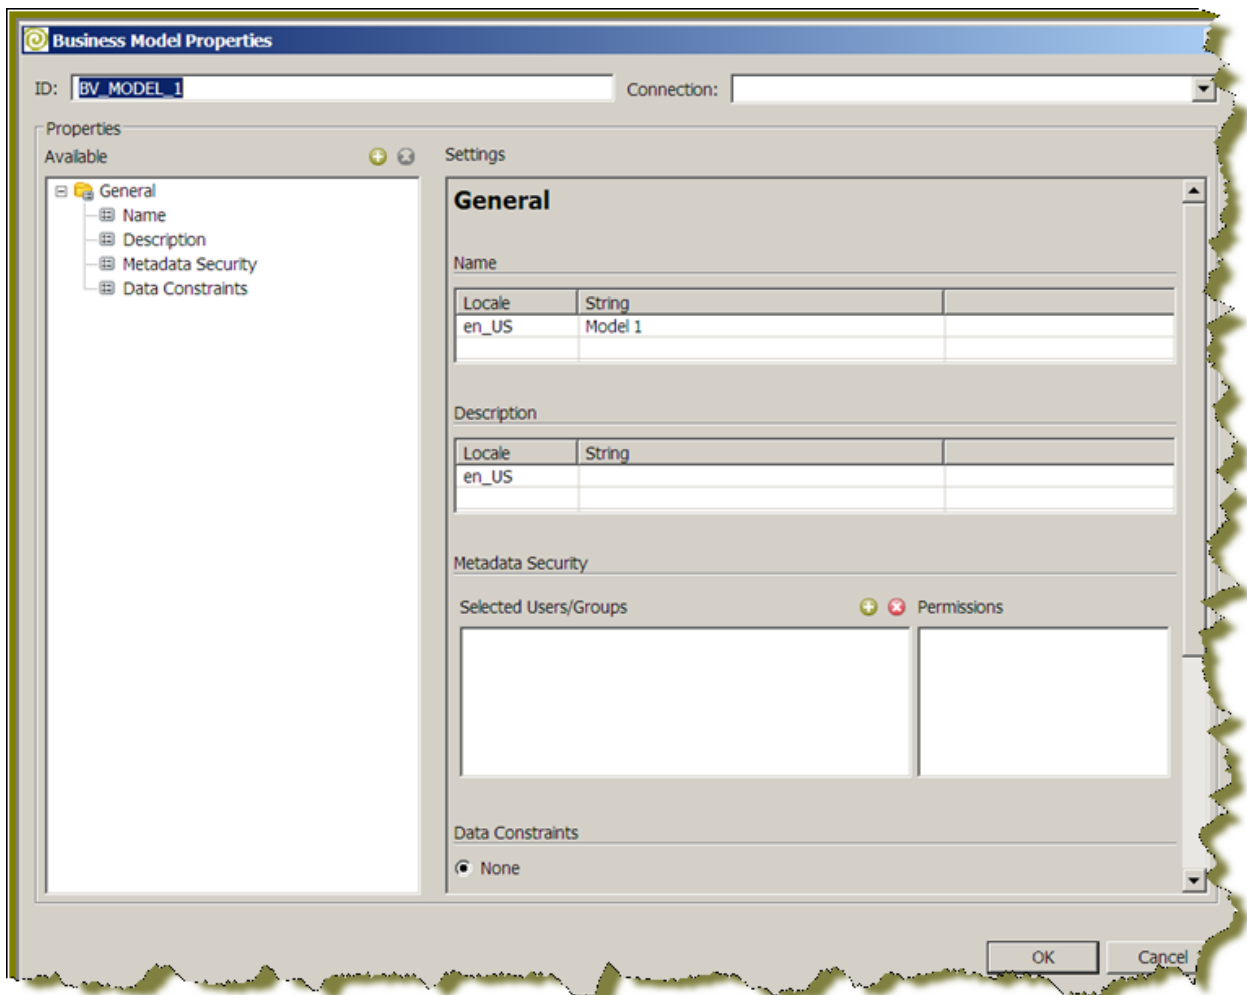 Business Model Properties
ID: BV_MODEL_1 Connection:
Properties
Available Settings
General
Name
Description
Metadata Security
Data Constraints
General
Name
Locale String
en_US Model 1
Description
Locale String
en_US
Metadata Security
Selected Users/Groups Permissions
Data Constraints
None
OK Cancel